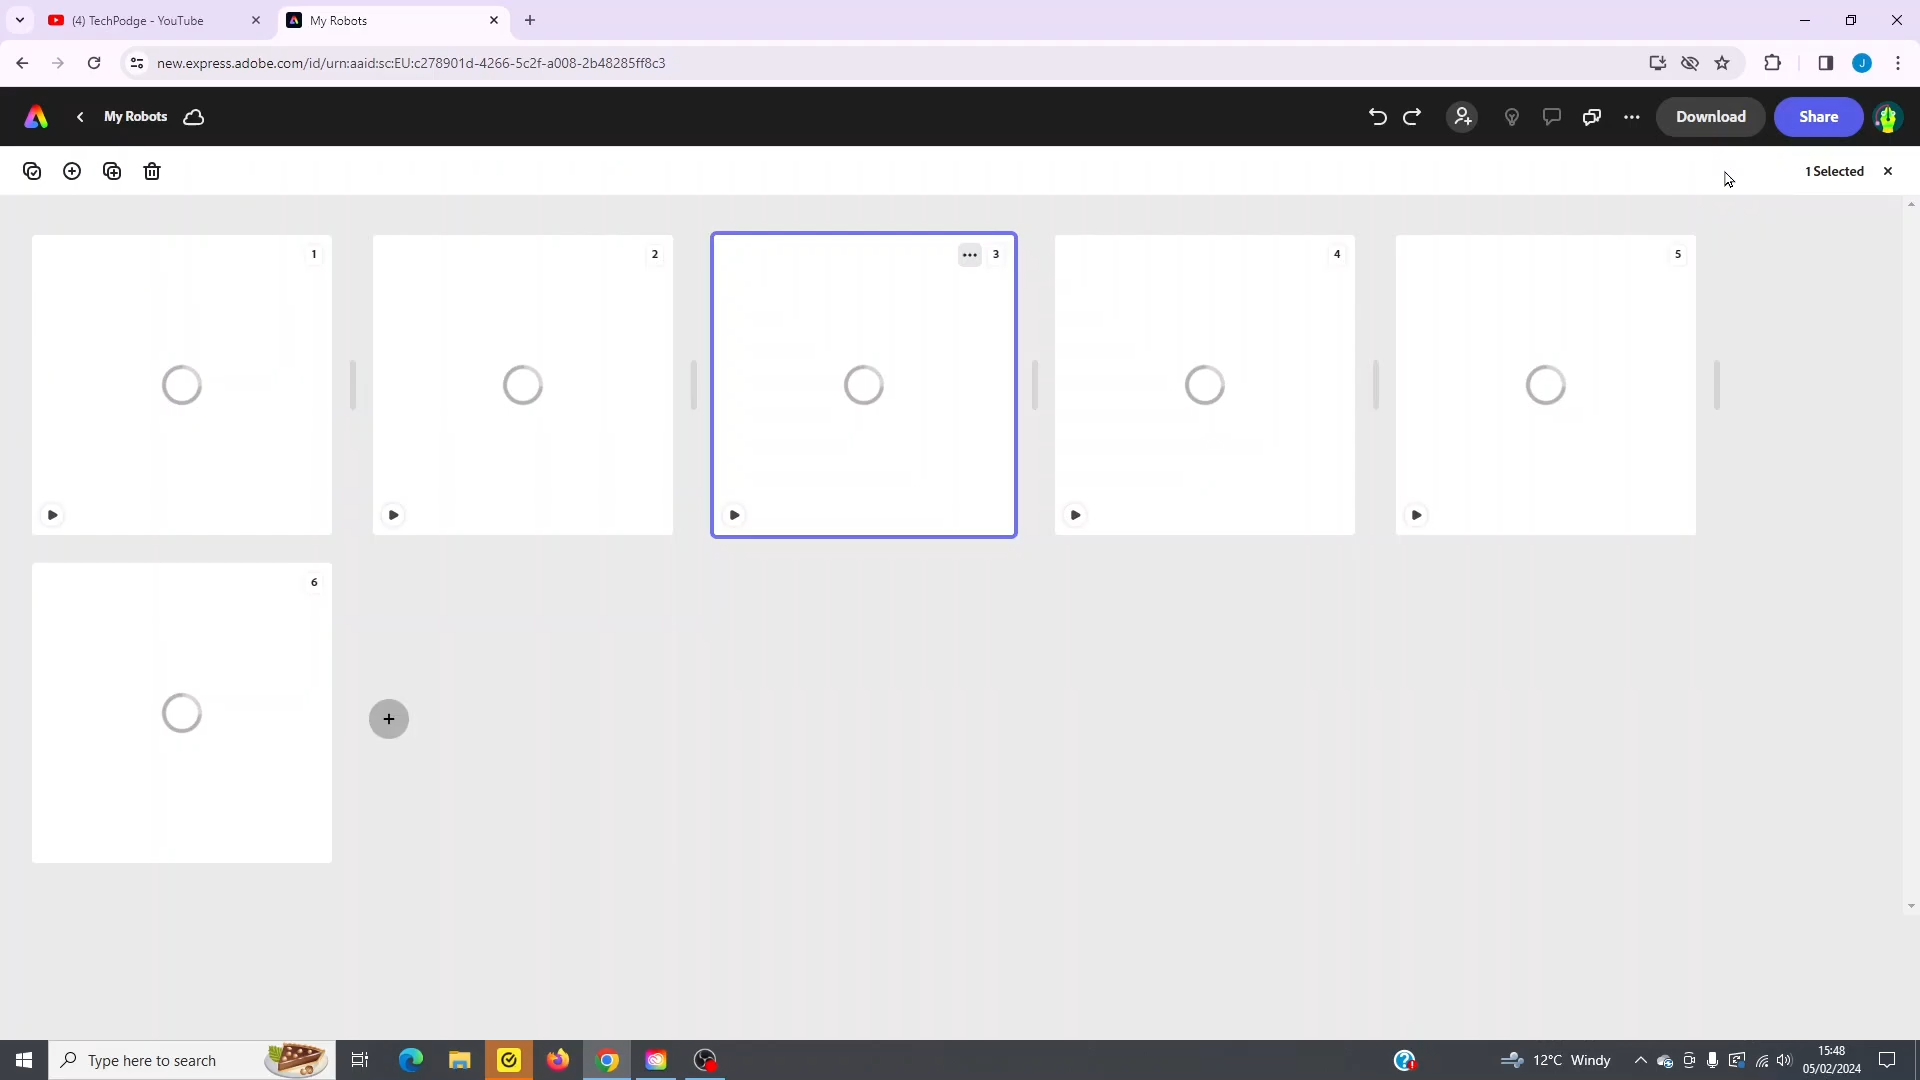 (4) TechPodge - YouTube
My Robots
new.express.adobe.com/id/urn:aaid:sc:EU:c278901d-4266-5c2f-a008-2b48285ff8c3
J
My Robots
Download
Share
1 Selected
1
2
3
4
5
6
Type here to search
12°C Windy
15:48
05/02/2024